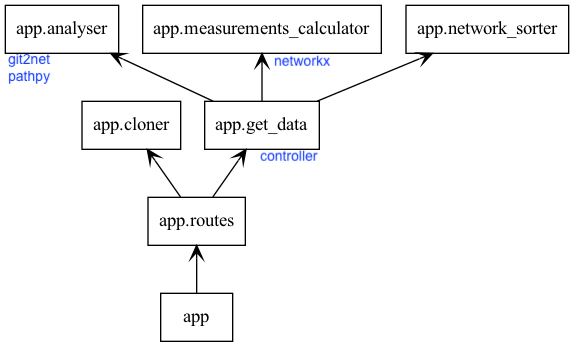 app.analyser
app.measurements_calculator
app.network_sorter
git2net
pathpy
networkx
app.cloner
app.get_data
controller
app.routes
app